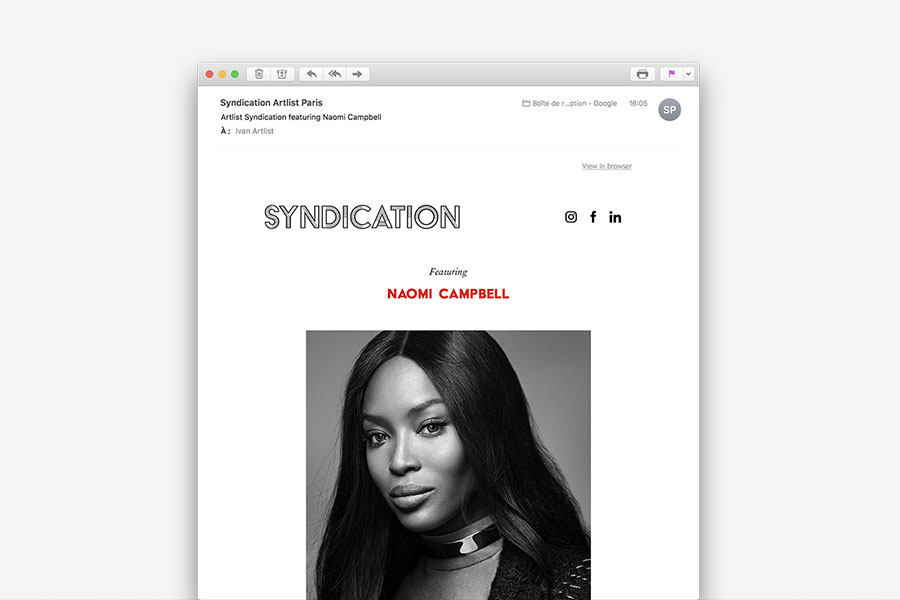 Syndication Artlist Paris
Boîte de r...ption - Google
16:05
SP
Artlist Syndication featuring Naomi Campbell
À : Ivan Artlist
View in browser
SYNDICATION
Featuring
NAOMI CAMPBELL